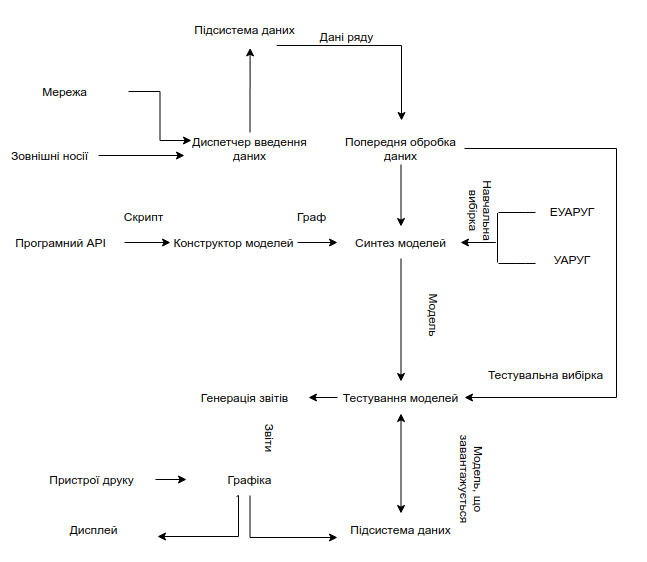 Підсистема даних
Дані ряду
Мережа
Диспетчер введення
даних
Попередня обробка
даних
Зовнішні носії
Скрипт
Граф
Навчальна
вибірка
ЕУАРУГ
Програмний API
Конструктор моделей
Синтез моделей
УАРУГ
Модель
Тестувальна вибірка
Генерація звітів
Тестування моделей
Звіти
Модель, що
завантажується
Пристрої друку
Графіка
Дисплей
Підсистема даних